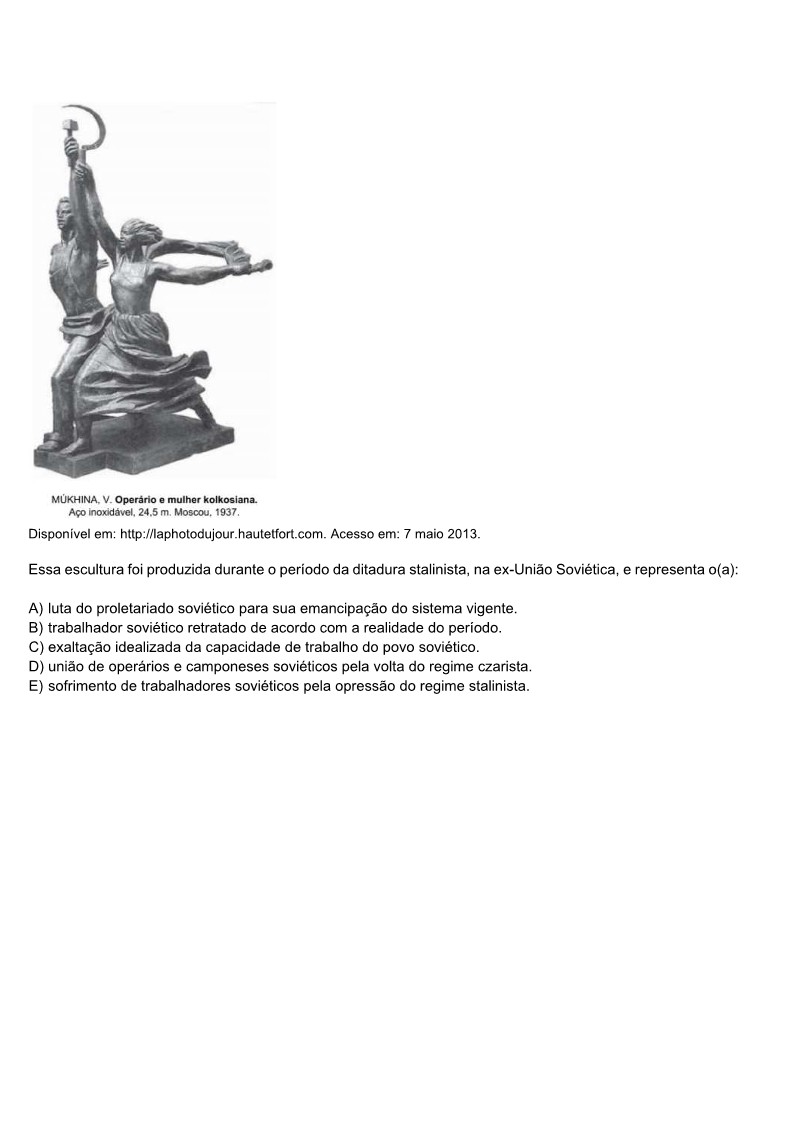 MÚKHINA, V. Operário e mulher kolkosiana.
Aço inoxidável, 24,5 m. Moscou, 1937.
Disponível em: http://laphotodujour.hautetfort.com. Acesso em: 7 maio 2013.
Essa escultura foi produzida durante o período da ditadura stalinista, na ex-União Soviética, e representa o(a):
A) luta do proletariado soviético para sua emancipação do sistema vigente.
B) trabalhador soviético retratado de acordo com a realidade do período.
C) exaltação idealizada da capacidade de trabalho do povo soviético.
D) união de operários e camponeses soviéticos pela volta do regime czarista.
E) sofrimento de trabalhadores soviéticos pela opressão do regime stalinista.